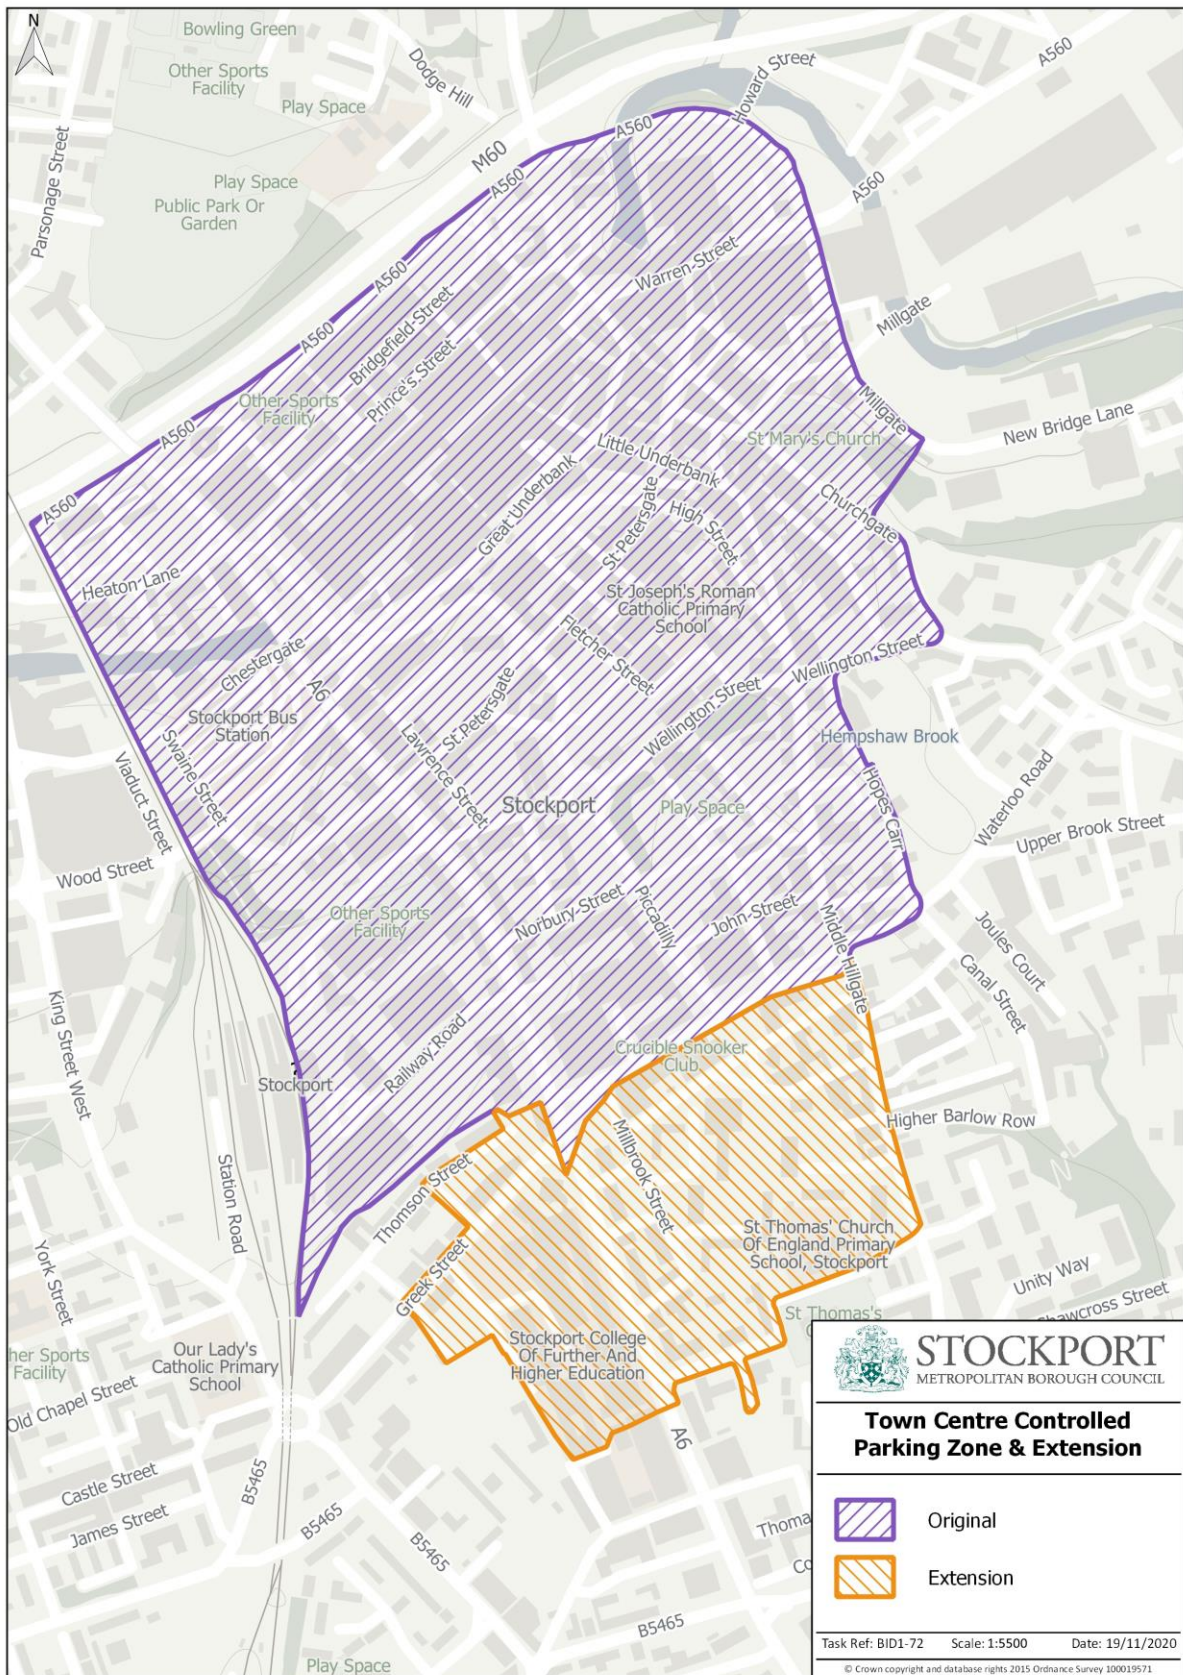 N
Bowling Green
Other Sports
Facility
Play Space
Dodge Hill
Howard Street
A560
A560
M60
A560
A560
Parsonage Street
Play Space
Public Park Or
Garden
A560
Warren Street
A560
Bridgefield Street
Millgate
Prince's Street
Other Sports
Facility
A560
Millgate
New Bridge Lane
St Mary's Church
Little Underbank
Great Underbank
A560
St Petersgate
High Street
Churchgate
Heaton Lane
St Joseph's Roman
Catholic Primary
School
Fletcher Street
Chestergate
A6
Wellington Street
St Petersgate
Wellington Street
Stockport Bus
Station
Swaine Street
Lawrence Street
Hempshaw Brook
Viaduct Street
Hopes Carr
Waterloo Road
Stockport
Play Space
Upper Brook Street
Wood Street
Other Sports
Facility
Norbury Street
Piccadilly
John Street
Middle Hillgate
Joules Court
Canal Street
King Street West
Railway Road
Crucible Snooker
Club
Stockport
Higher Barlow Row
Station Road
Thomson Street
Millbrook Street
St Thomas' Church
Of England Primary
School, Stockport
York Street
Greek Street
Unity Way
Shawcross Street
St Thomas's
Our Lady's
Catholic Primary
School
her Sports
Facility
Stockport College
Of Further And
Higher Education
Old Chapel Street
A6
Castle Street
B5465
James Street
B5465
B5465
Thoma
Co
B5465
Play Space
STOCKPORT
METROPOLITAN BOROUGH COUNCIL
Town Centre Controlled
Parking Zone & Extension
Original
Extension
Task Ref: BID1-72 Scale: 1:5500 Date: 19/11/2020
© Crown copyright and database rights 2015 Ordnance Survey 100019571